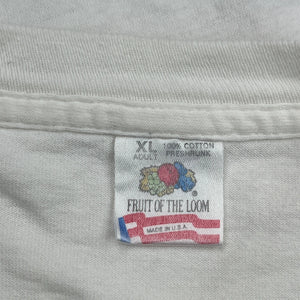 XL 100% COTTON
ADULT PRESHRUNK
®
FRUIT OF THE LOOM
MADE IN U.S.A.